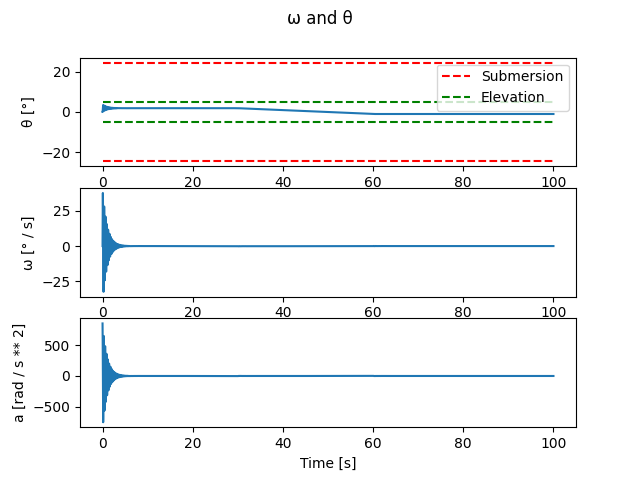 ω and θ
θ [°]
20
0
−20
Submersion
Elevation
0 20 40 60 80 100
ω [° / s]
25
0
−25
0 20 40 60 80 100
a [rad / s ** 2]
500
0
−500
0 20 40 60 80 100
Time [s]